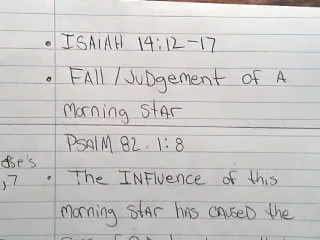 • ISAIAH 14:12-17
• FALL/JuDgement of A
morning STAr
PSAlM 82. 1:8
,7 • The INFluence of this
morning STAr hAS CAUSeD the